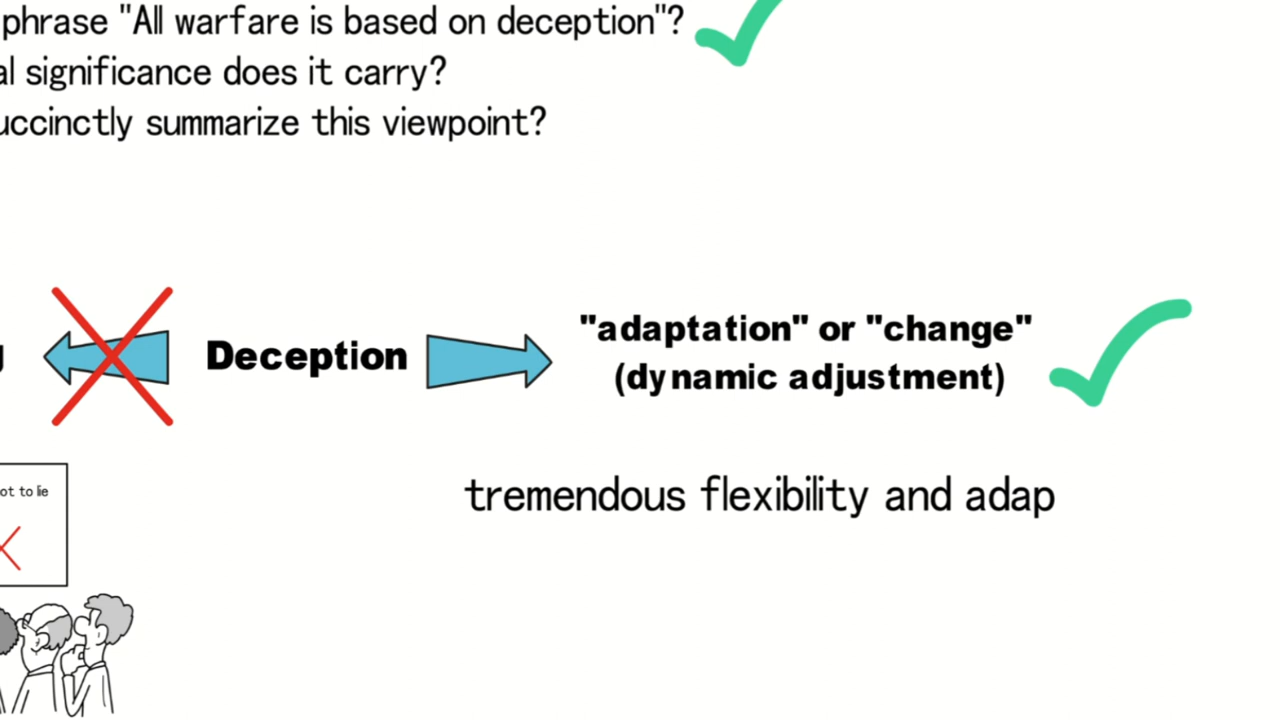 phrase "All warfare is based on deception"?
al significance does it carry?
uccinctly summarize this viewpoint?
Deception
"adaptation" or "change"
(dynamic adjustment)
ot to lie
tremendous flexibility and adap